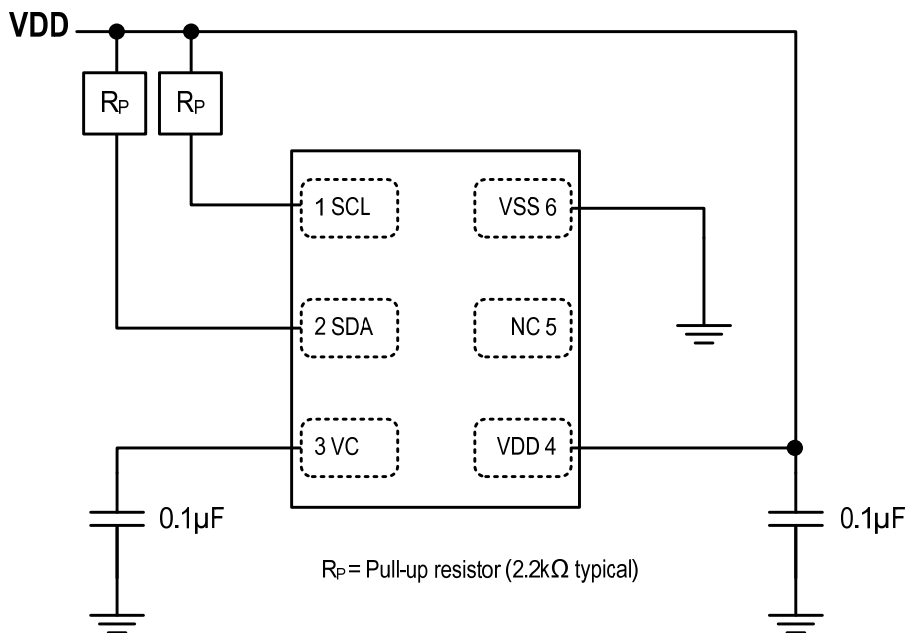 VDD
RP RP
1 SCL VSS 6
2 SDA NC 5
3 VC VDD 4
0.1µF 0.1µF
RP = Pull-up resistor (2.2kΩ typical)